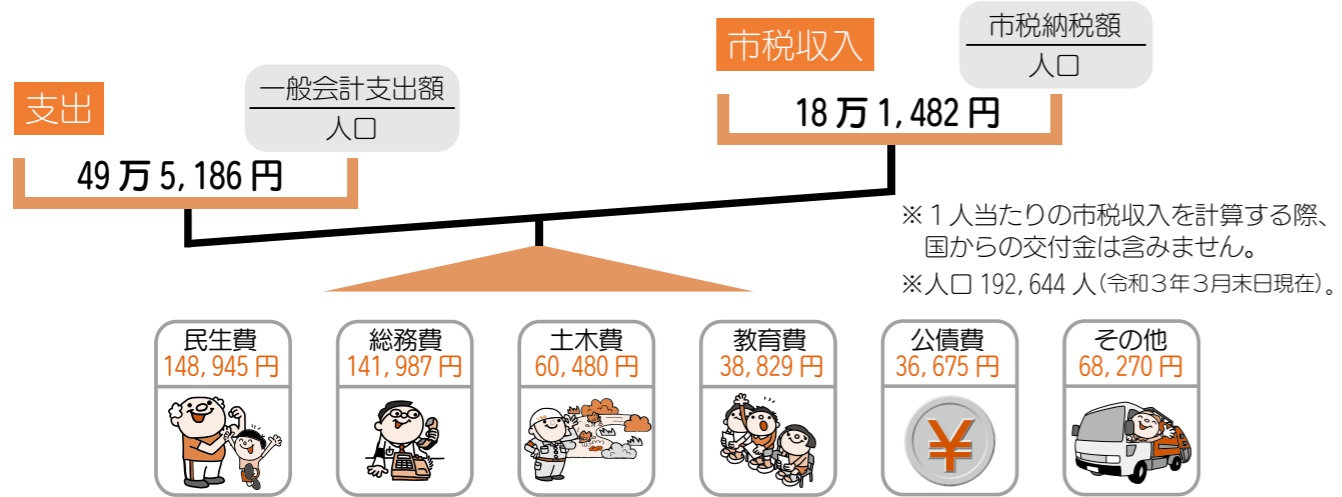 支出
一般会計支出額
人口
49万5,186円
市税収入
市税納税額
人口
18万1,482円
※1人当たりの市税収入を計算する際、
国からの交付金は含みません。
※人口192,644人(令和3年3月末日現在)。
民生費
148,945円
総務費
141,987円
土木費
60,480円
教育費
38,829円
公債費
36,675円
¥
その他
68,270円